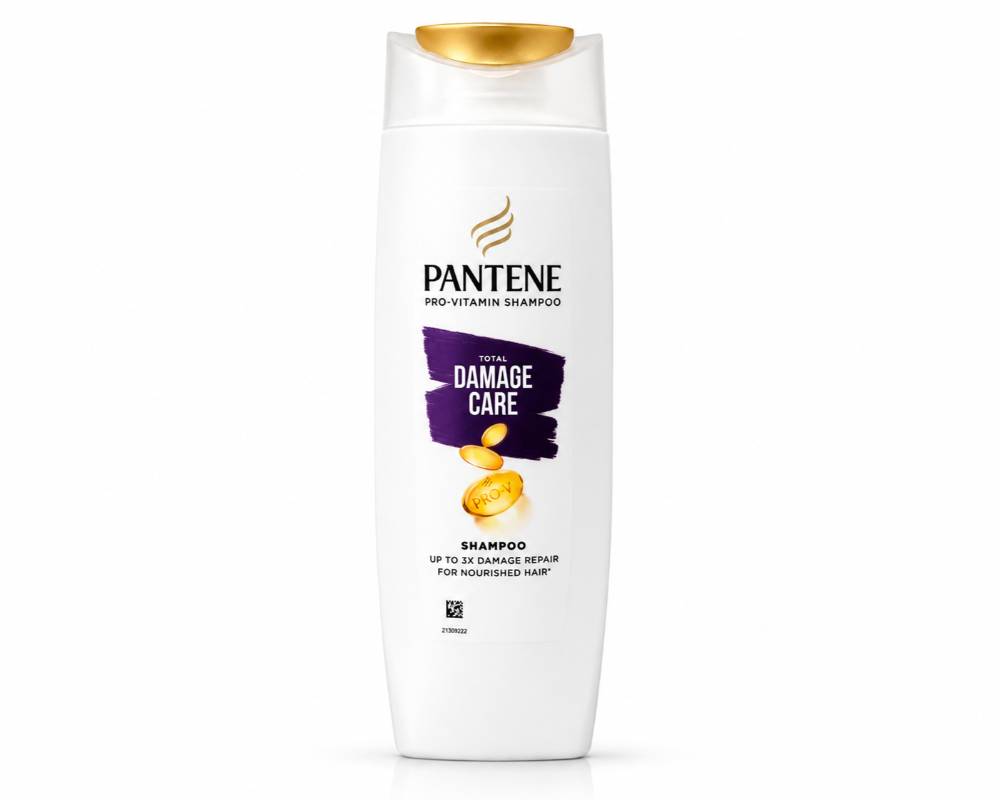 PANTENE
PRO-VITAMIN SHAMPOO
TOTAL
DAMAGE
CARE
PRO-V
SHAMPOO
UP TO 3X DAMAGE REPAIR
FOR NOURISHED HAIR*
21309222